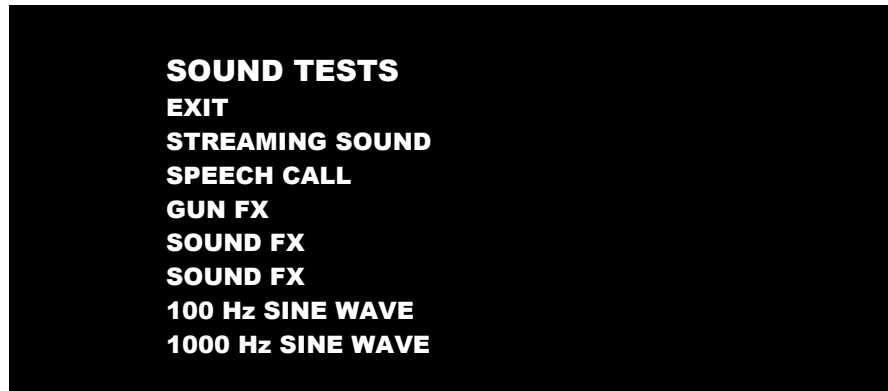 SOUND TESTS
EXIT
STREAMING SOUND
SPEECH CALL
GUN FX
SOUND FX
SOUND FX
100 Hz SINE WAVE
1000 Hz SINE WAVE